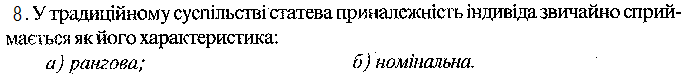 8. У традиційному суспільстві статева приналежність індивіда звичайно сприй-
мається як його характеристика:
а) рангова; б) номінальна.